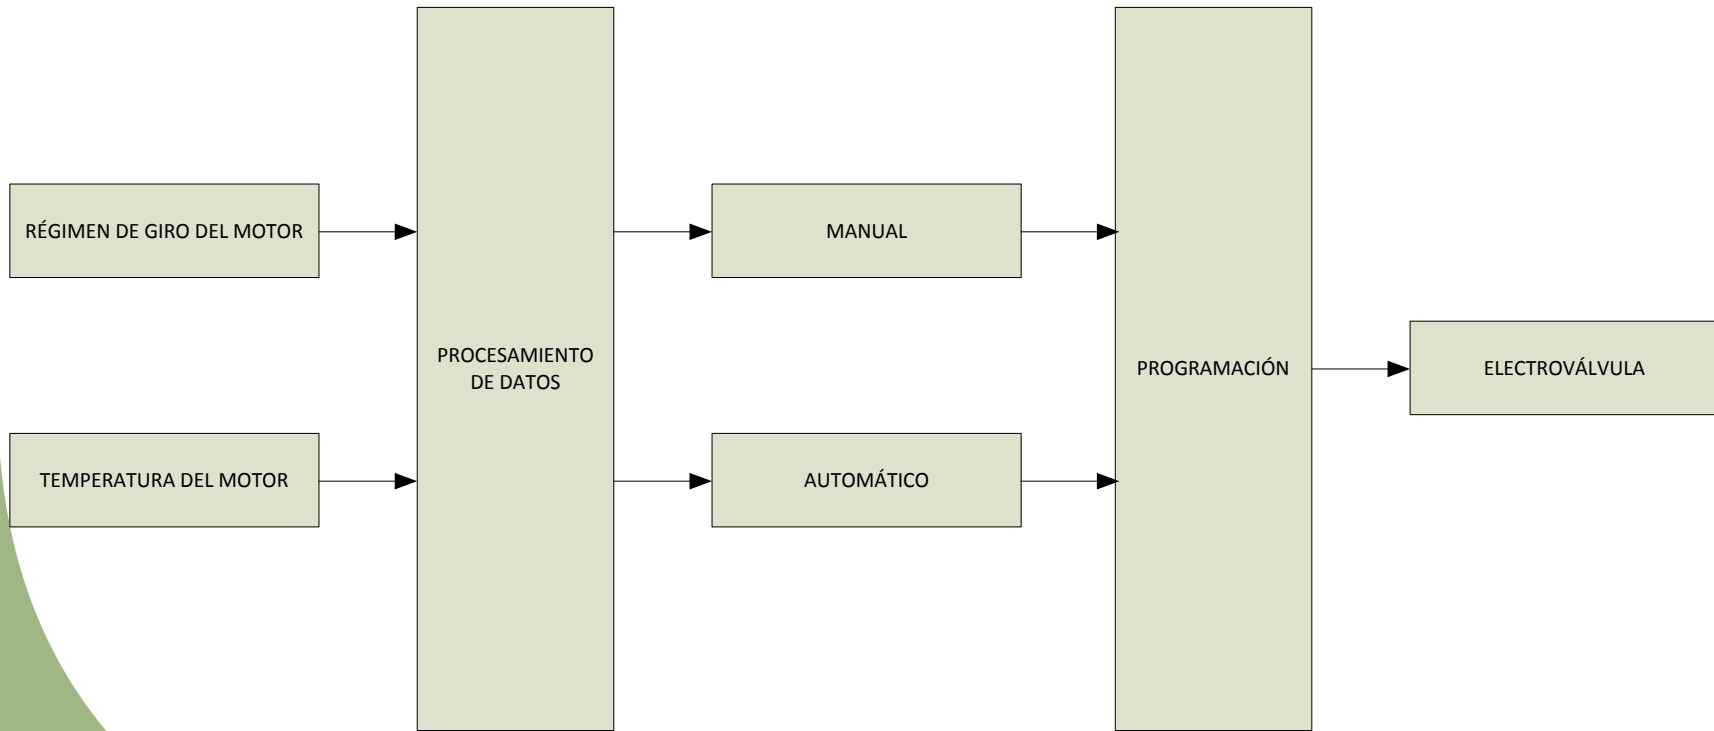 RÉGIMEN DE GIRO DEL MOTOR
TEMPERATURA DEL MOTOR
PROCESAMIENTO
DE DATOS
MANUAL
AUTOMÁTICO
PROGRAMACIÓN
ELECTROVÁLVULA